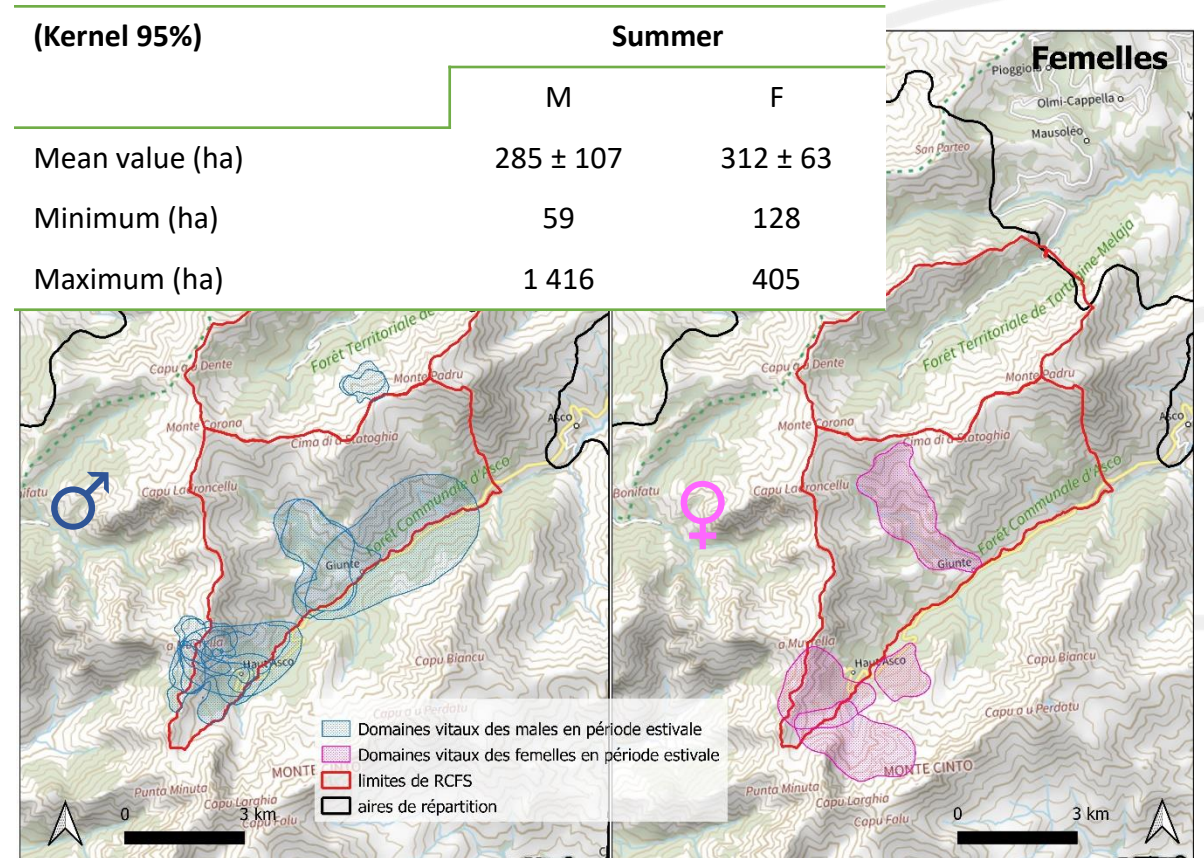 (Kernel 95%) Summer
M F
Mean value (ha) 285 ± 107 312 ± 63
Minimum (ha) 59 128
Maximum (ha) 1 416 405
Femelles
Pioggiola
Olmi-Cappella
Mausoléo
San Parteo
Forêt Territoriale de Tartagine-Melaja
Capu a u Dente
Monte Padru
Monte Corona
Cima di a Statoghia
Asco
Bonifatu
Capu Ladroncellu
Forêt Communale d'Asco
Giunte
Haut Asco
Capu Biancu
Capu a u Perdatu
MONTE CINTO
Punta Minuta
Capu Larghia
Capu Falu
Forêt Territoriale de
Capu a u Dente
Monte Padru
Monte Corona
Cima di a Statoghia
Asco
nifatu
Capu Ladroncellu
Forêt Communale d'Asco
Giunte
a Muvrella
Haut Asco
Capu Biancu
MONTE
Punta Minuta
Capu Larghia
Capu Falu
♂
♀
Domaines vitaux des males en période estivale
Domaines vitaux des femelles en période estivale
limites de RCFS
aires de répartition
0 3 km
0 3 km